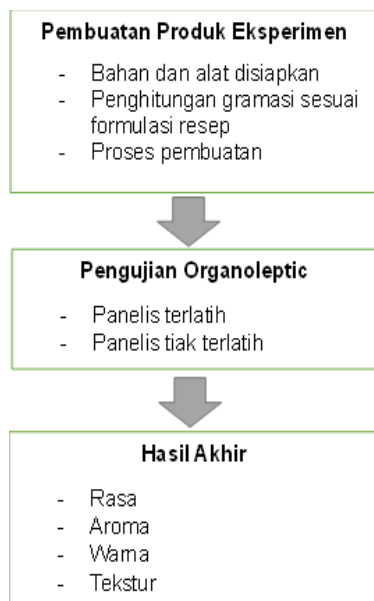 Pembuatan Produk Eksperimen
- Bahan dan alat disiapkan
- Penghitungan gramasi sesuai
formulasi resep
- Proses pembuatan
Pengujian Organoleptic
- Panelis terlatih
- Panelis tiak terlatih
Hasil Akhir
- Rasa
- Aroma
- Warna
- Tekstur